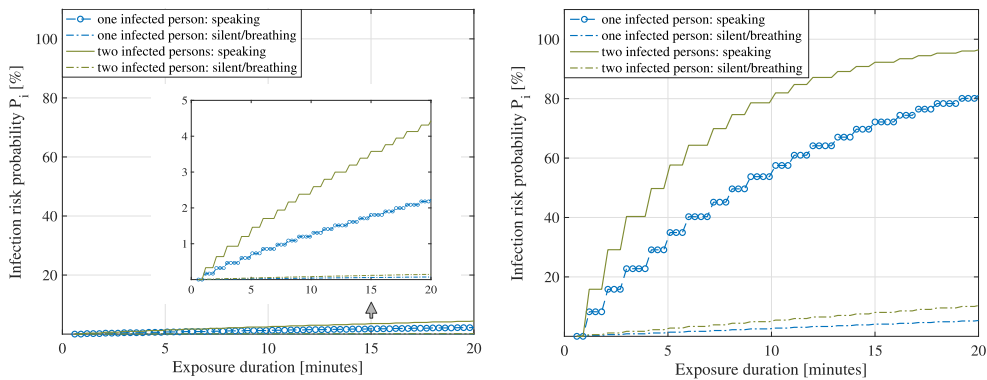 one infected person: speaking
one infected person: silent/breathing
two infected persons: speaking
two infected person: silent/breathing
Infection risk probability Pi [%]
100
80
60
40
20
5
4
3
2
1
0
5
10
15
20
0
5
10
15
20
Exposure duration [minutes]
one infected person: speaking
one infected person: silent/breathing
two infected persons: speaking
two infected person: silent/breathing
Infection risk probability Pi [%]
100
80
60
40
20
0
5
10
15
20
Exposure duration [minutes]